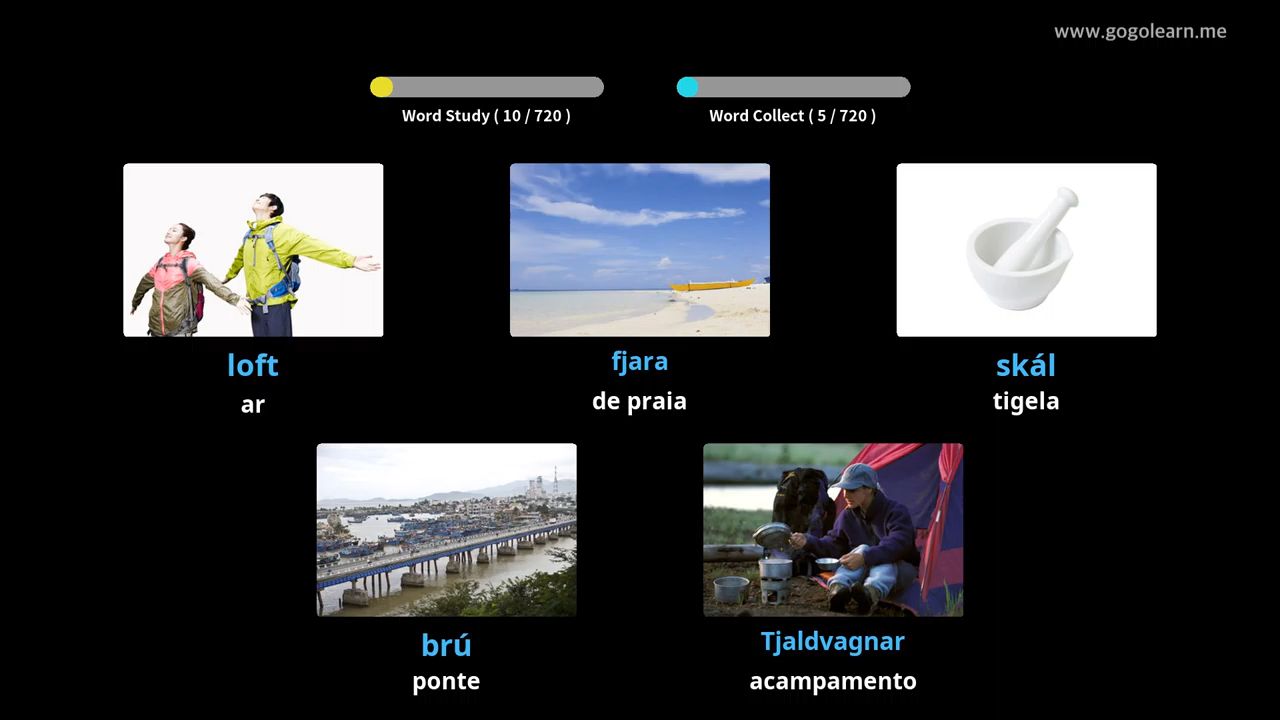 www.gogolearn.me
Word Study ( 10 / 720 )
Word Collect ( 5 / 720 )
loft
ar
fjara
de praia
skál
tigela
brú
ponte
Tjaldvagnar
acampamento